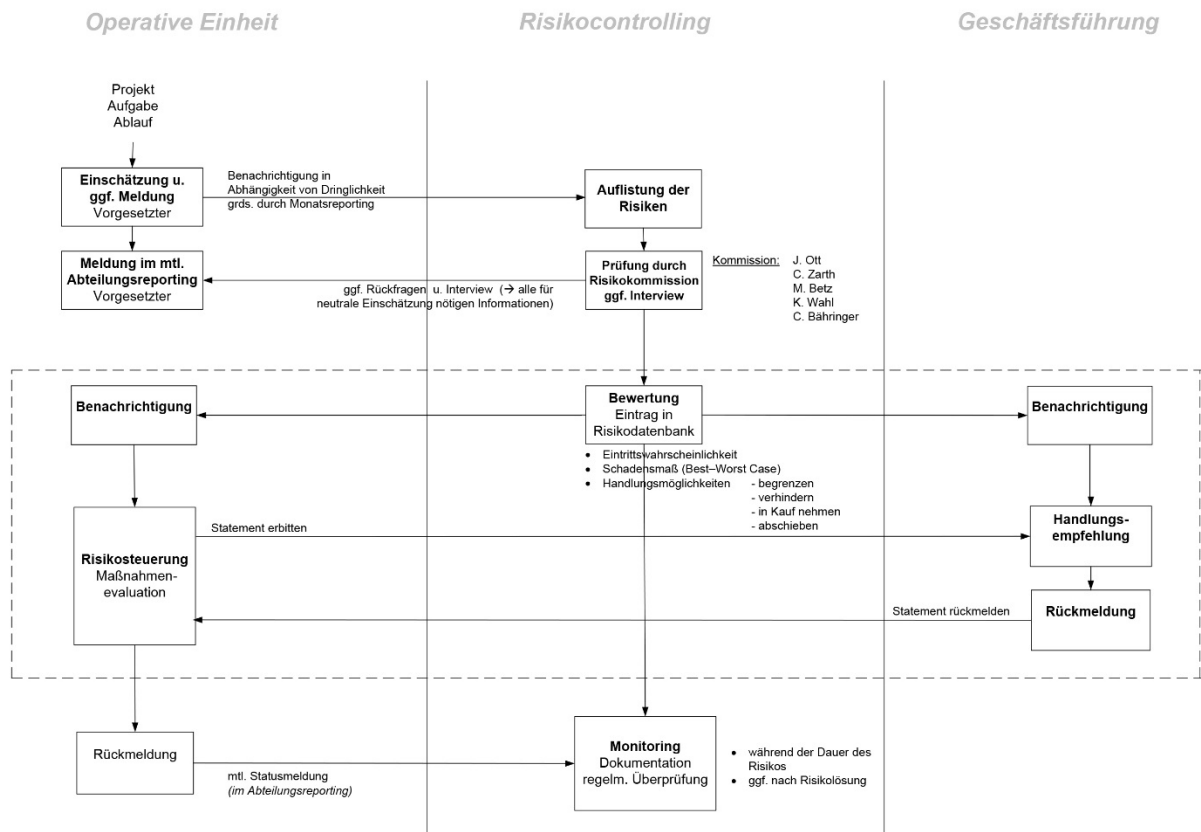 Operative Einheit
Risikocontrolling
Geschäftsführung
Projekt
Aufgabe
Ablauf
Einschätzung u.
ggf. Meldung
Vorgesetzter
Benachrichtigung in
Abhängigkeit von Dringlichkeit
grds. durch Monatsreporting
Auflistung der
Risiken
Meldung im mtl.
Abteilungsreporting
Vorgesetzter
ggf. Rückfragen u. Interview (→ alle für
neutrale Einschätzung nötigen Informationen)
Prüfung durch
Risikokommission
ggf. Interview
Kommission: J. Ott
C. Zarth
M. Betz
K. Wahl
C. Bähringer
Benachrichtigung
Bewertung
Eintrag in
Risikodatenbank
Benachrichtigung
• Eintrittswahrscheinlichkeit
• Schadensmaß (Best–Worst Case)
• Handlungsmöglichkeiten - begrenzen
- verhindern
- in Kauf nehmen
- abschieben
Statement erbitten
Risikosteuerung
Maßnahmen-
evaluation
Handlungs-
empfehlung
Statement rückmelden
Rückmeldung
Rückmeldung
mtl. Statusmeldung
(im Abteilungsreporting)
Monitoring
Dokumentation
regelm. Überprüfung
• während der Dauer des
Risikos
• ggf. nach Risikolösung